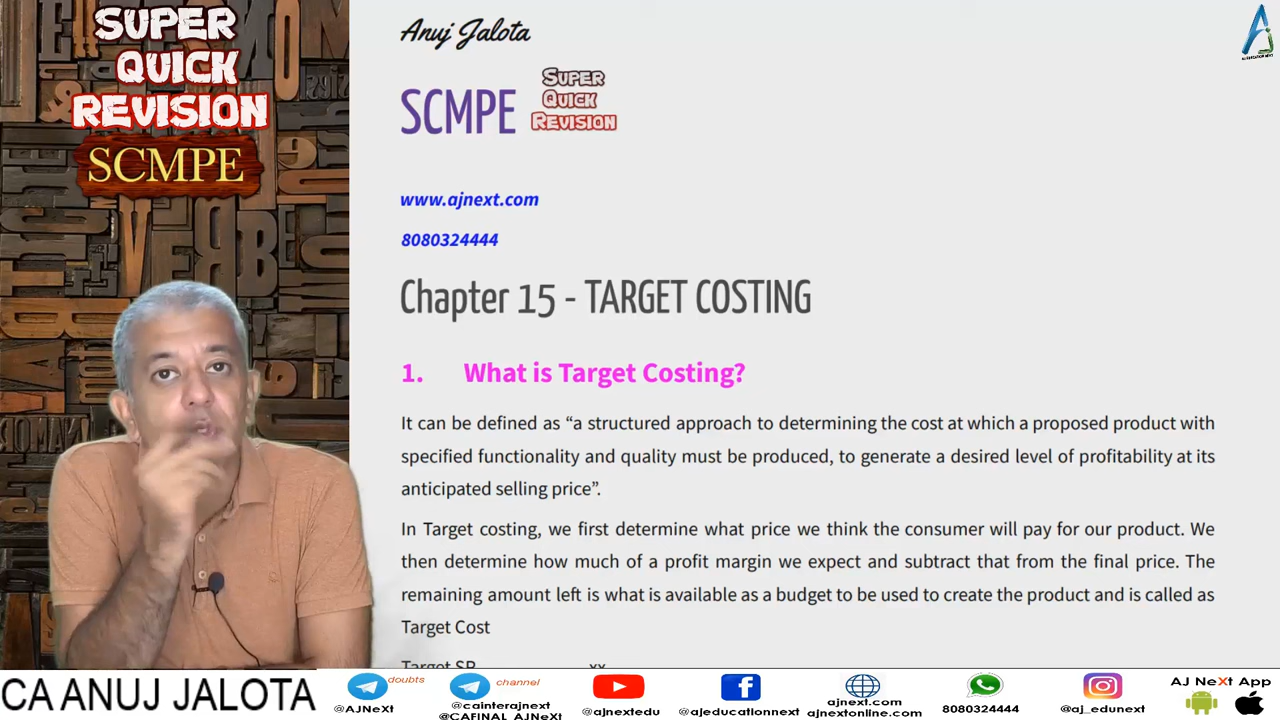 SUPER
QUICK
REVISION
SCMPE
Anuj Jalota
SCMPE
SUPER
QUICK
REVISION
www.ajnext.com
8080324444
Chapter 15 - TARGET COSTING
1. What is Target Costing?
It can be defined as “a structured approach to determining the cost at which a proposed product with
specified functionality and quality must be produced, to generate a desired level of profitability at its
anticipated selling price”.
In Target costing, we first determine what price we think the consumer will pay for our product. We
then determine how much of a profit margin we expect and subtract that from the final price. The
remaining amount left is what is available as a budget to be used to create the product and is called as
Target Cost
Target SP xx
CA ANUJ JALOTA
doubts
@AJNeXt
channel
@cainterajnext
@CAFINAL_AJNeXt
@ajnextedu
@ajeducationnext
ajnext.com
ajnextonline.com
8080324444
@aj_edunext
AJ NeXt App